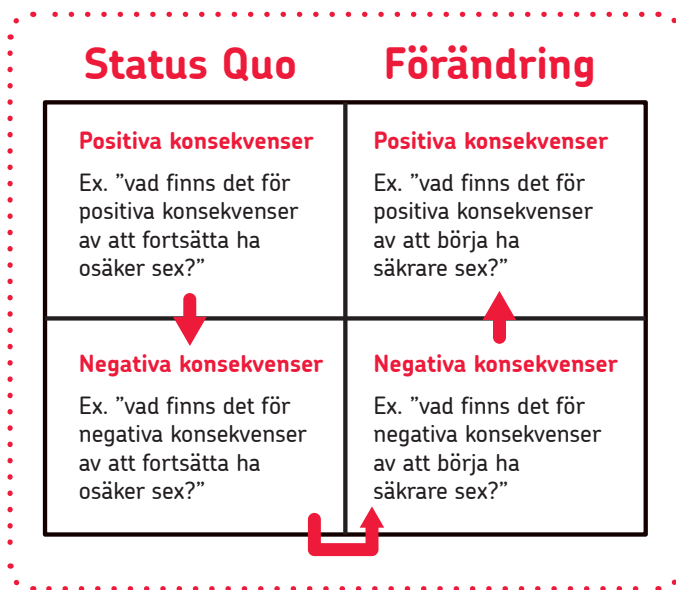 Status Quo
Förändring
Positiva konsekvenser
Ex. ”vad finns det för
positiva konsekvenser
av att fortsätta ha
osäker sex?”
Positiva konsekvenser
Ex. ”vad finns det för
positiva konsekvenser
av att börja ha
säkrare sex?”
Negativa konsekvenser
Ex. ”vad finns det för
negativa konsekvenser
av att fortsätta ha
osäker sex?”
Negativa konsekvenser
Ex. ”vad finns det för
negativa konsekvenser
av att börja ha
säkrare sex?”